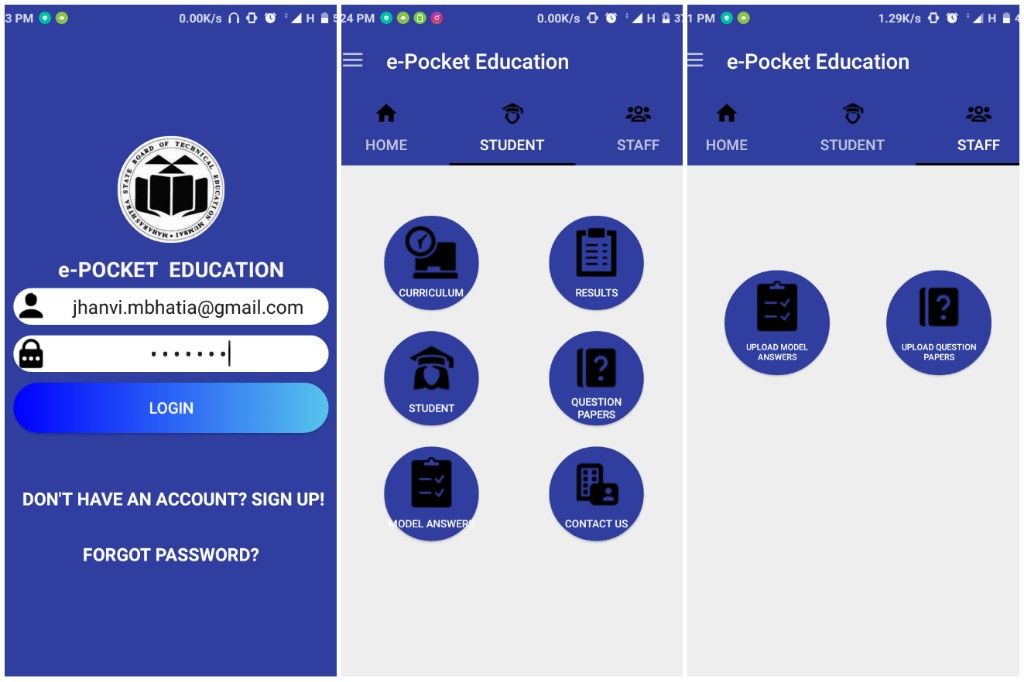 3 PM 0.00K/s H
MAHARASHTRA STATE BOARD OF TECHNICAL EDUCATION MUMBAI
e-POCKET EDUCATION
jhanvi.mbhatia@gmail.com
LOGIN
DON'T HAVE AN ACCOUNT? SIGN UP!
FORGOT PASSWORD?
:24 PM 0.00K/s H
e-Pocket Education
HOME STUDENT STAFF
CURRICULUM RESULTS
STUDENT QUESTION
PAPERS
MODEL ANSWERS CONTACT US
1 PM 1.29K/s H
e-Pocket Education
HOME STUDENT STAFF
UPLOAD MODEL
ANSWERS
UPLOAD QUESTION
PAPERS